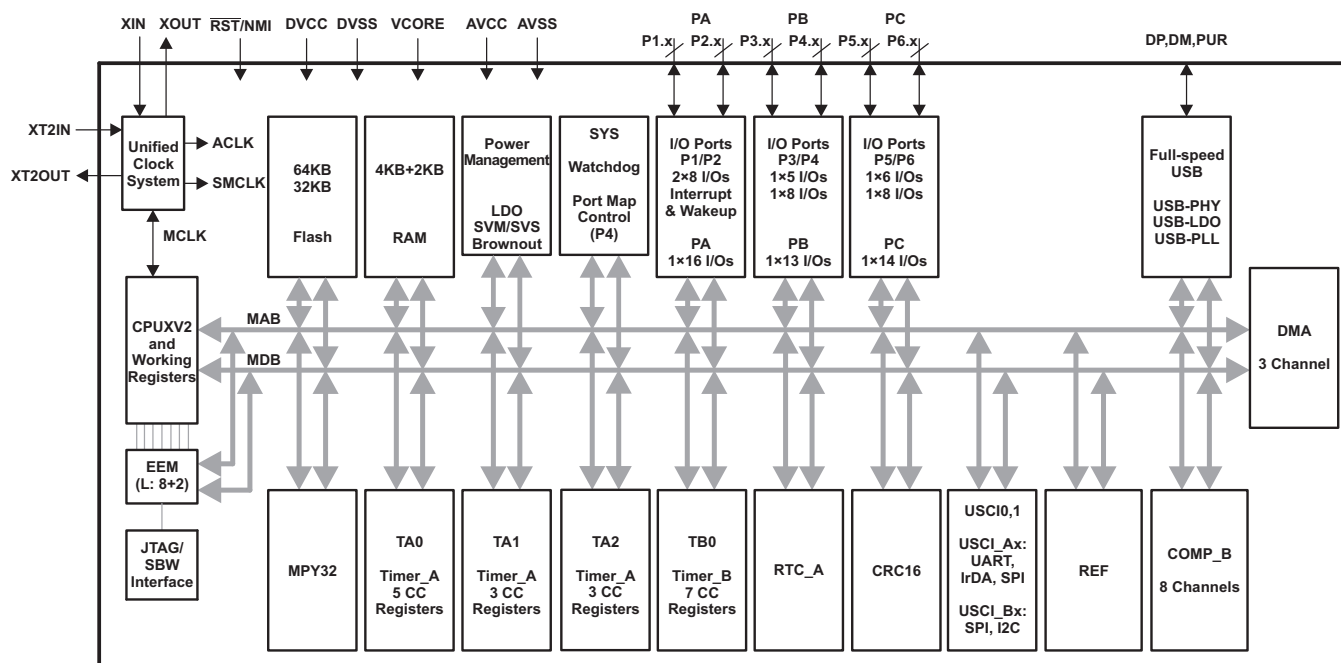 XIN XOUT RST/NMI DVCC DVSS VCORE AVCC AVSS
PA PB PC
P1.x P2.x P3.x P4.x P5.x P6.x
DP,DM,PUR
XT2IN
XT2OUT
Unified
Clock
System
ACLK
SMCLK
MCLK
64KB
32KB
Flash
4KB+2KB
RAM
Power
Management
LDO
SVM/SVS
Brownout
SYS
Watchdog
Port Map
Control
(P4)
I/O Ports
P1/P2
2×8 I/Os
Interrupt
& Wakeup
PA
1×16 I/Os
I/O Ports
P3/P4
1×5 I/Os
1×8 I/Os
PB
1×13 I/Os
I/O Ports
P5/P6
1×6 I/Os
1×8 I/Os
PC
1×14 I/Os
Full-speed
USB
USB-PHY
USB-LDO
USB-PLL
CPUXV2
and
Working
Registers
MAB
MDB
DMA
3 Channel
EEM
(L: 8+2)
JTAG/
SBW
Interface
MPY32
TA0
Timer_A
5 CC
Registers
TA1
Timer_A
3 CC
Registers
TA2
Timer_A
3 CC
Registers
TB0
Timer_B
7 CC
Registers
RTC_A
CRC16
USCI0,1
USCI_Ax:
UART,
IrDA, SPI
USCI_Bx:
SPI, I2C
REF
COMP_B
8 Channels